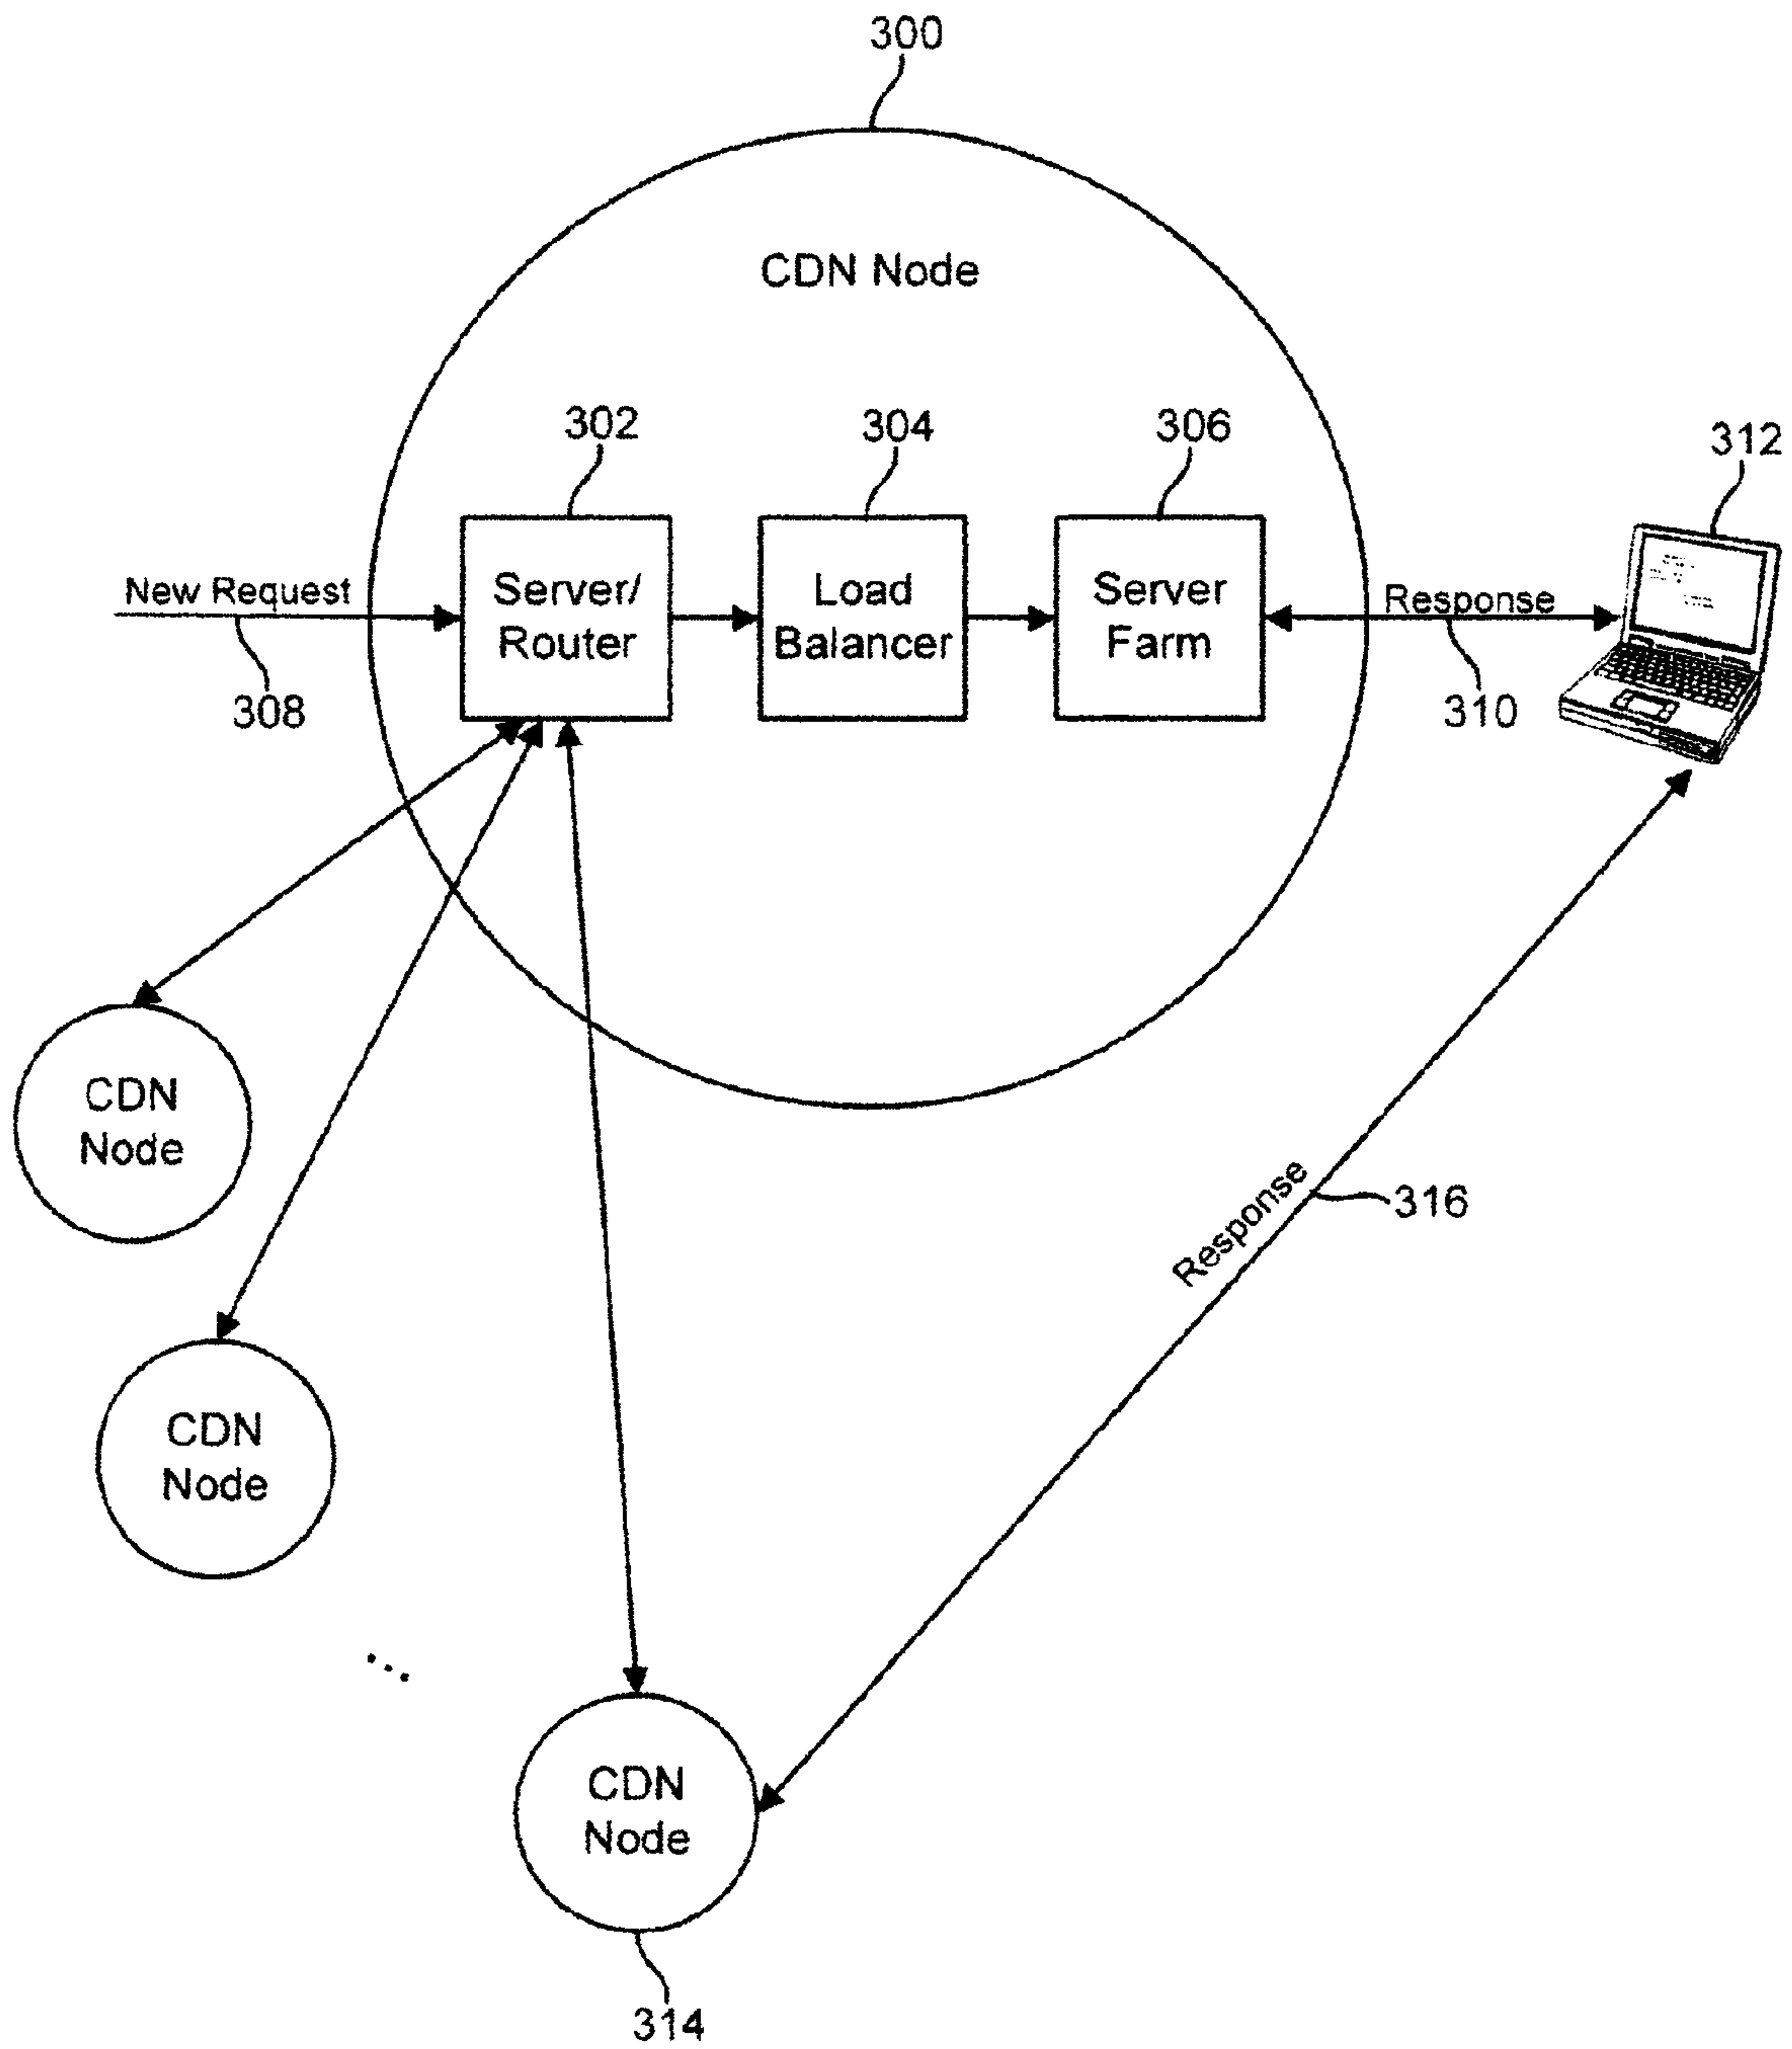 300
CDN Node
302
304
306
312
Server/
Router
Load
Balancer
Server
Farm
New Request
308
Response
310
CDN
Node
Response
316
CDN
Node
...
CDN
Node
314